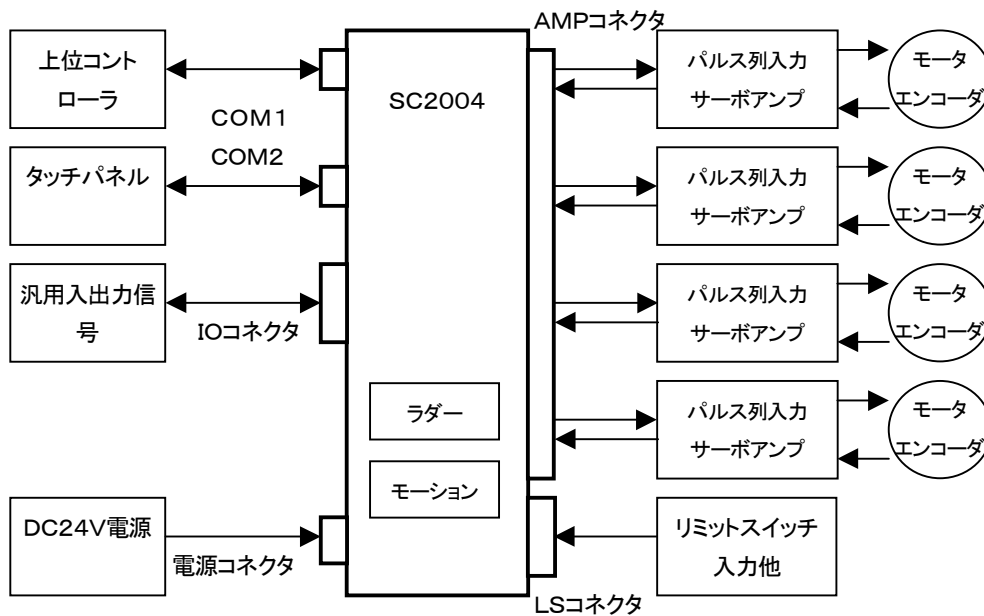 AMPコネクタ
上位コント
ローラ
SC2004
パルス列入力
サーボアンプ
モータ
エンコーダ
COM1
COM2
タッチパネル
パルス列入力
サーボアンプ
モータ
エンコーダ
汎用入出力信
号
IOコネクタ
パルス列入力
サーボアンプ
モータ
エンコーダ
ラダー
モーション
パルス列入力
サーボアンプ
モータ
エンコーダ
DC24V電源
電源コネクタ
リミットスイッチ
入力他
LSコネクタ